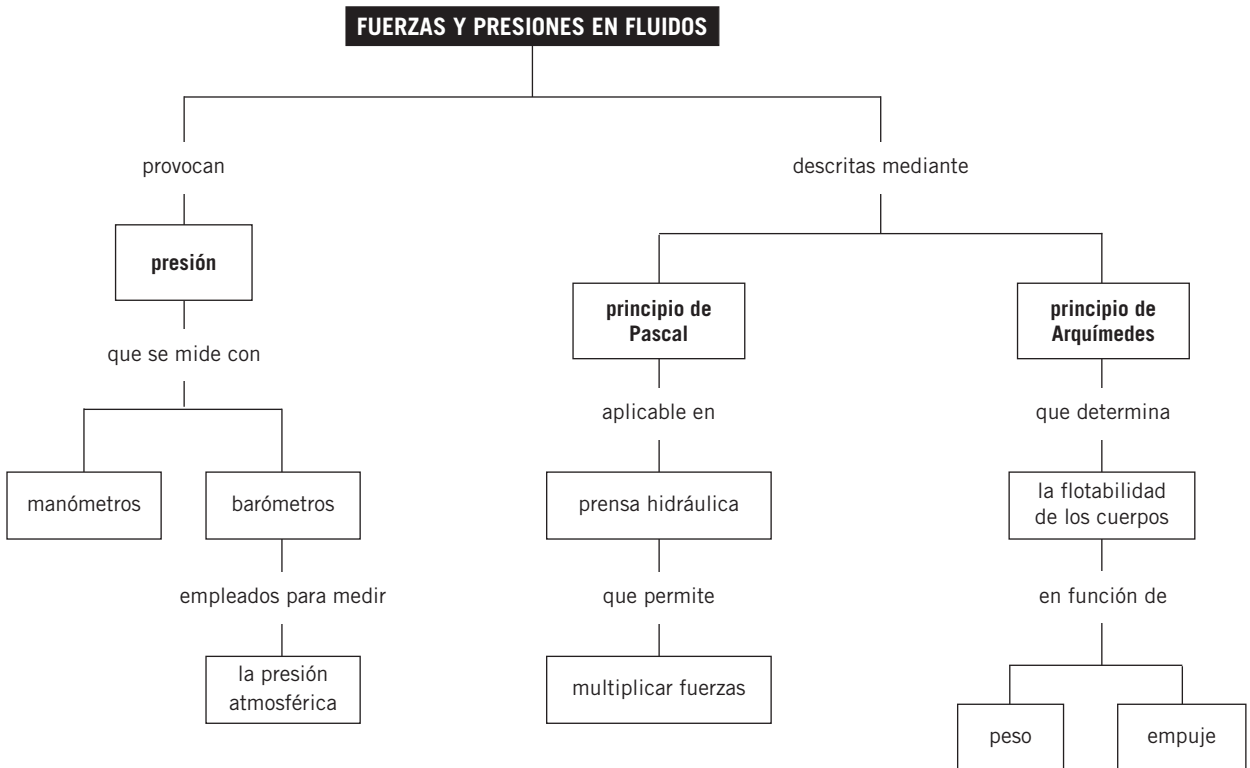 FUERZAS Y PRESIONES EN FLUIDOS
provocan
presión
que se mide con
manómetros
barómetros
empleados para medir
la presión
atmosférica
descritas mediante
principio de
Pascal
aplicable en
prensa hidráulica
que permite
multiplicar fuerzas
principio de
Arquímedes
que determina
la flotabilidad
de los cuerpos
en función de
peso
empuje